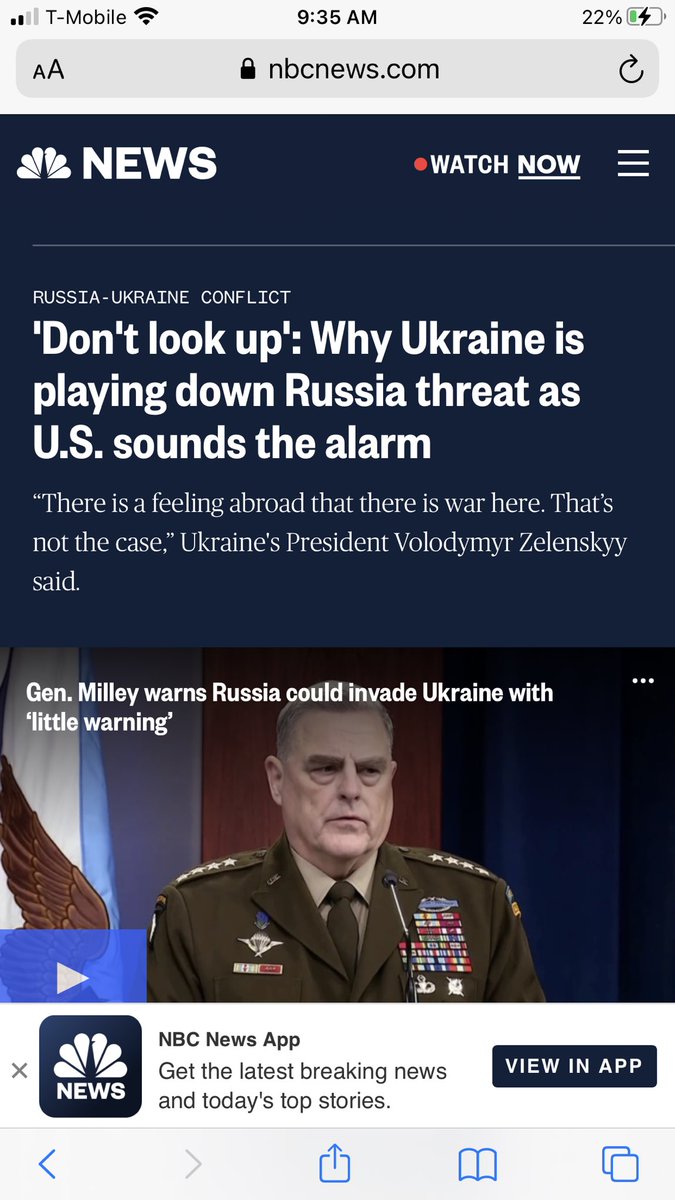 T-Mobile 9:35 AM 22%
AA nbcnews.com
NEWS WATCH NOW
RUSSIA-UKRAINE CONFLICT
'Don't look up': Why Ukraine is
playing down Russia threat as
U.S. sounds the alarm
“There is a feeling abroad that there is war here. That’s
not the case,” Ukraine's President Volodymyr Zelenskyy
said.
Gen. Milley warns Russia could invade Ukraine with
‘little warning’
NBC News App
Get the latest breaking news
and today's top stories.
NEWS
VIEW IN APP